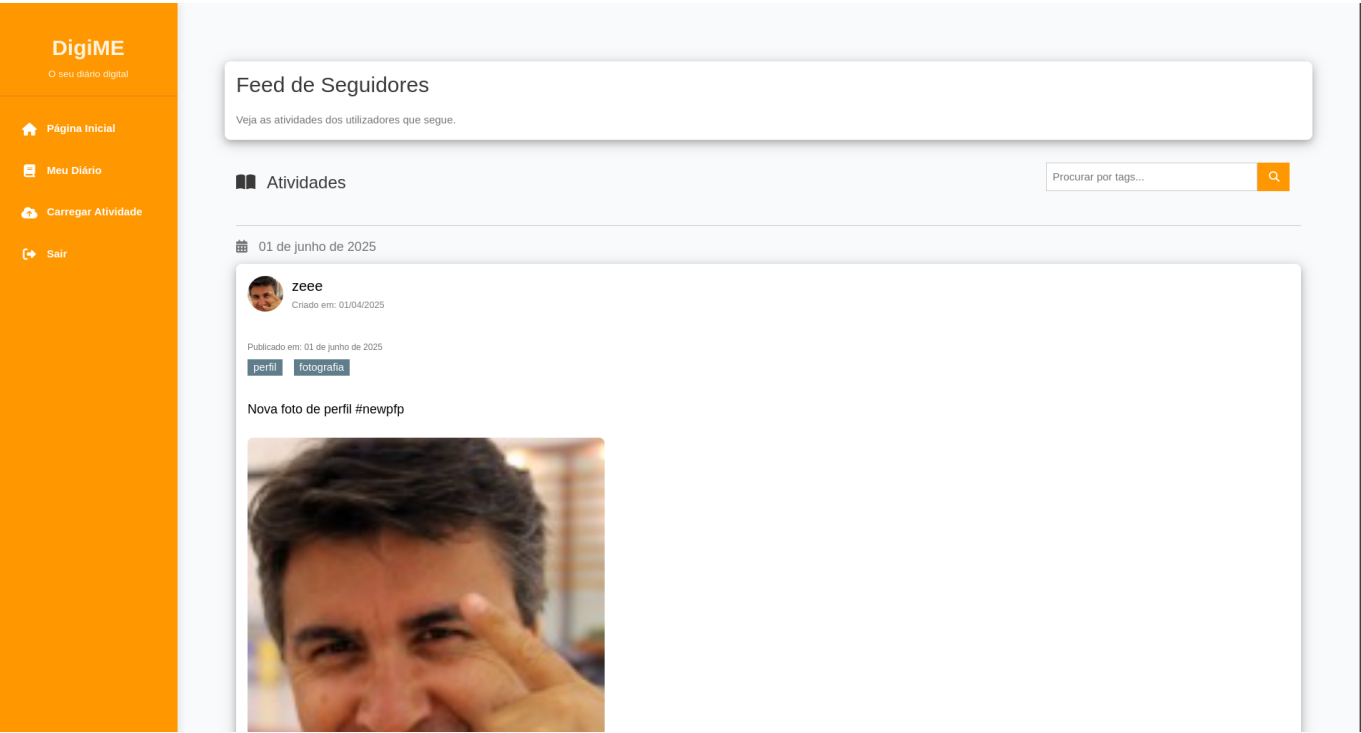 DigiME
O seu diário digital
Página Inicial
Meu Diário
Carregar Atividade
Sair
Feed de Seguidores
Veja as atividades dos utilizadores que segue.
Atividades
Procurar por tags...
01 de junho de 2025
zeee
Criado em: 01/04/2025
Publicado em: 01 de junho de 2025
perfil fotografia
Nova foto de perfil #newpfp